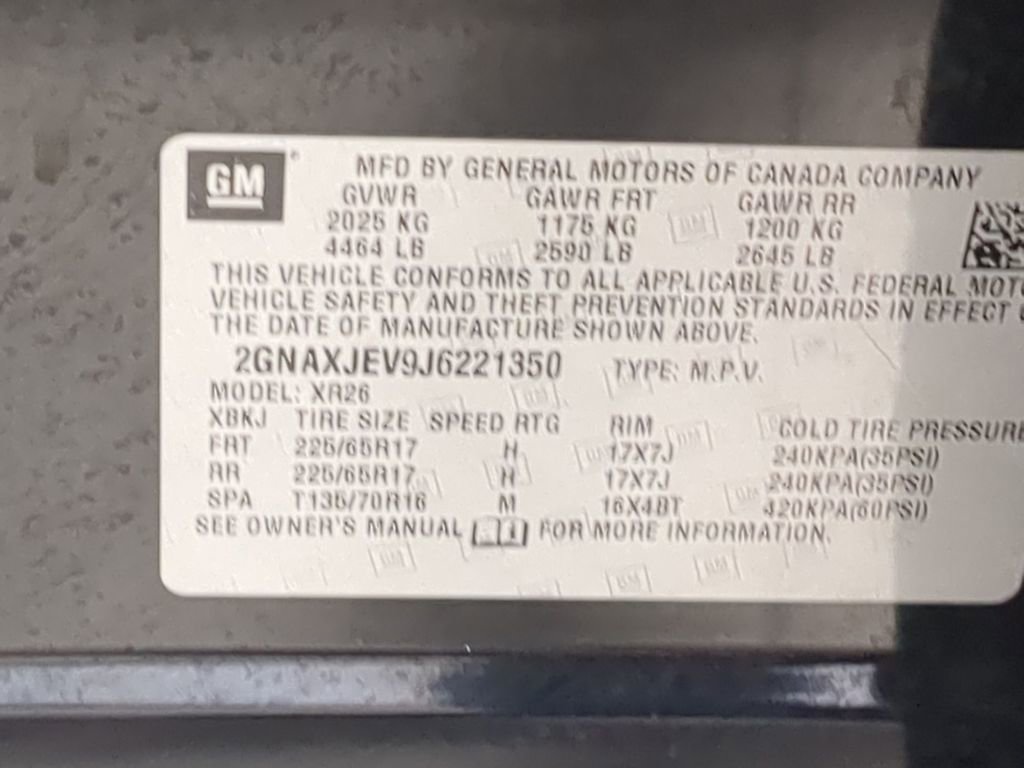 GM
MFD BY GENERAL MOTORS OF CANADA COMPANY
GVWR GAWR FRT GAWR RR
2025 KG 1175 KG 1200 KG
4464 LB 2590 LB 2645 LB
THIS VEHICLE CONFORMS TO ALL APPLICABLE U.S. FEDERAL MOTO
VEHICLE SAFETY AND THEFT PREVENTION STANDARDS IN EFFECT
THE DATE OF MANUFACTURE SHOWN ABOVE.
2GNAXJEV9J6221350 TYPE: M.P.V.
MODEL: XR26
XBKJ TIRE SIZE SPEED RTG RIM COLD TIRE PRESSURE
FRT 225/65R17 H 17X7J 240KPA(35PSI)
RR 225/65R17 H 17X7J 240KPA(35PSI)
SPA T135/70R16 M 16X4BT 420KPA(60PSI)
SEE OWNER'S MANUAL FOR MORE INFORMATION.